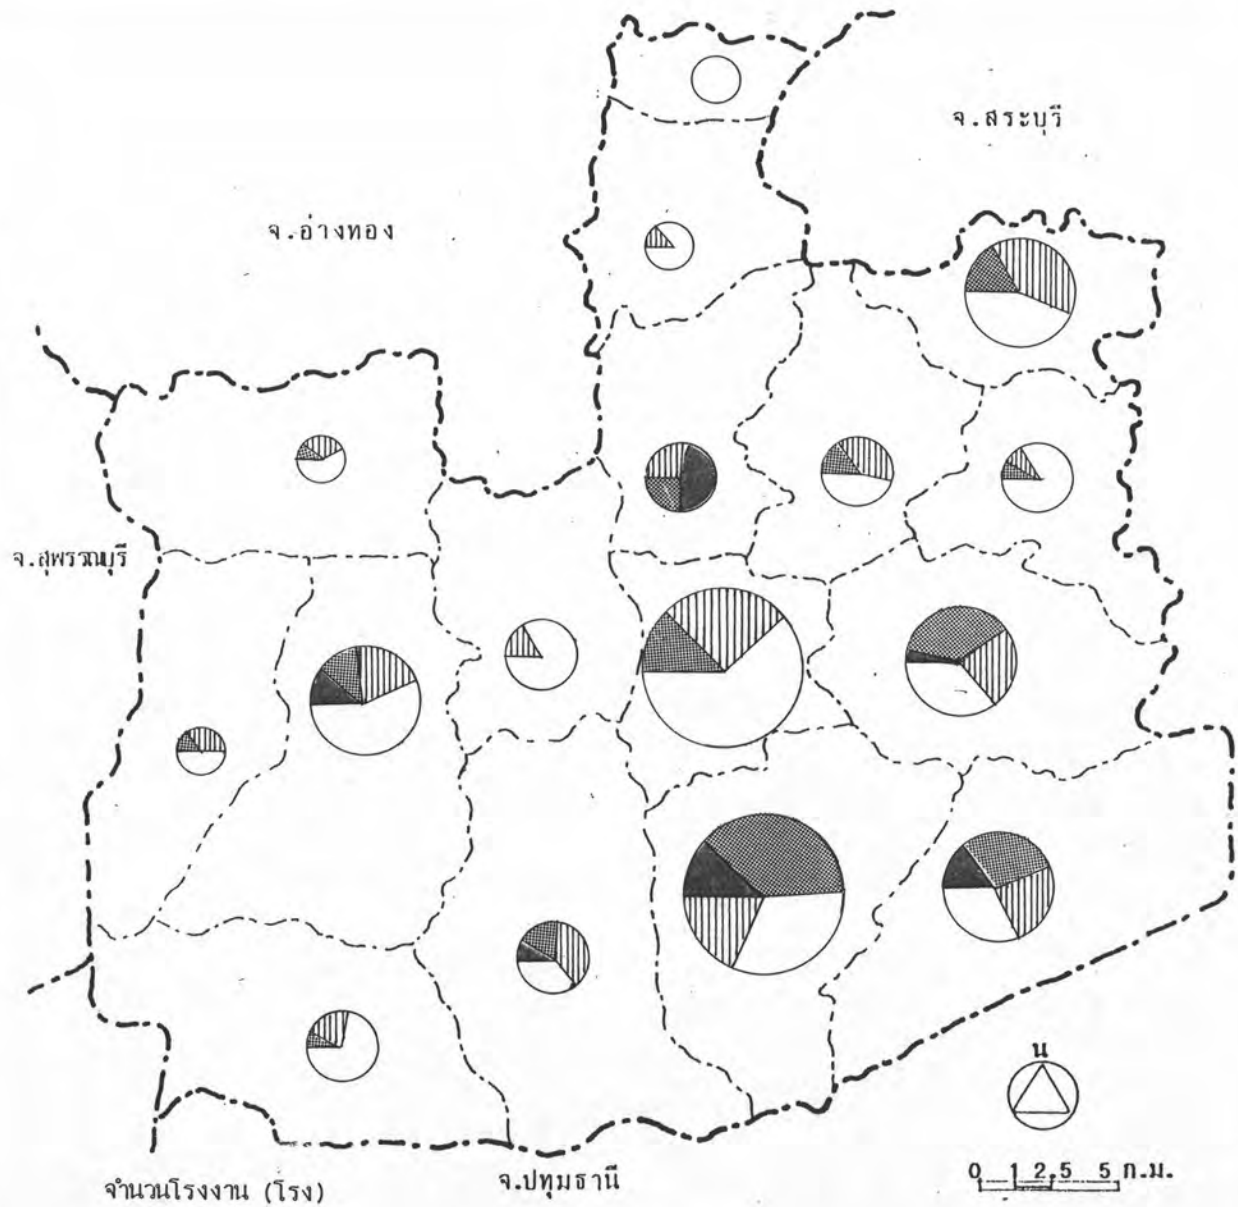 จ.สระบุรี
จ.อ่างทอง
จ.สุพรรณบุรี
น
0 1 2.5 5 ก.ม.
จ.ปทุมธานี
จำนวนโรงงาน (โรง)